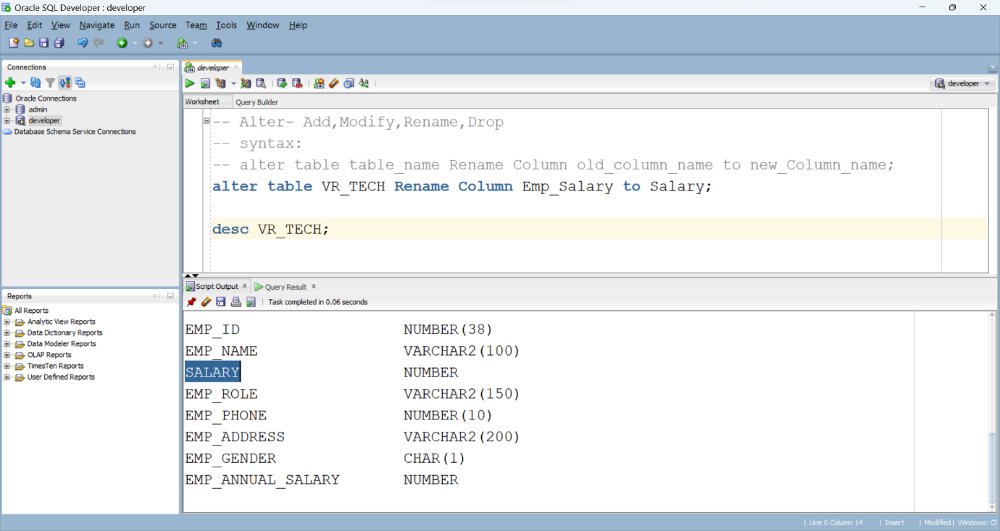 Oracle SQL Developer : developer
File Edit View Navigate Run Source Team Tools Window Help
Connections
Oracle Connections
admin
developer
Database Schema Service Connections
Reports
All Reports
Analytic View Reports
Data Dictionary Reports
Data Modeler Reports
OLAP Reports
TimesTen Reports
User Defined Reports
developer
developer
Worksheet Query Builder
-- Alter- Add,Modify,Rename,Drop
-- syntax:
-- alter table table_name Rename Column old_column_name to new_Column_name;
alter table VR_TECH Rename Column Emp_Salary to Salary;
desc VR_TECH;
Script Output Query Result
Task completed in 0.06 seconds
EMP_ID NUMBER(38)
EMP_NAME VARCHAR2(100)
SALARY NUMBER
EMP_ROLE VARCHAR2(150)
EMP_PHONE NUMBER(10)
EMP_ADDRESS VARCHAR2(200)
EMP_GENDER CHAR(1)
EMP_ANNUAL_SALARY NUMBER
| Line 6 Column 14 | Insert | Modified | Windows: C